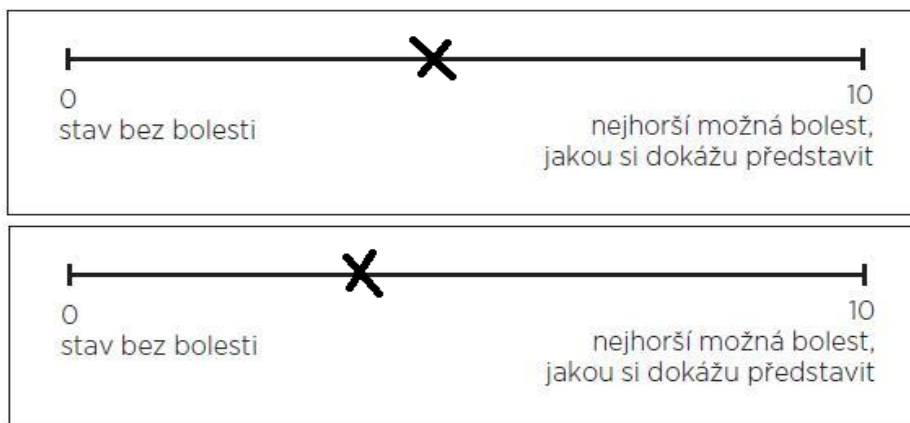 0
10
stav bez bolesti
nejhorší možná bolest,
jakou si dokážu představit
0
10
stav bez bolesti
nejhorší možná bolest,
jakou si dokážu představit